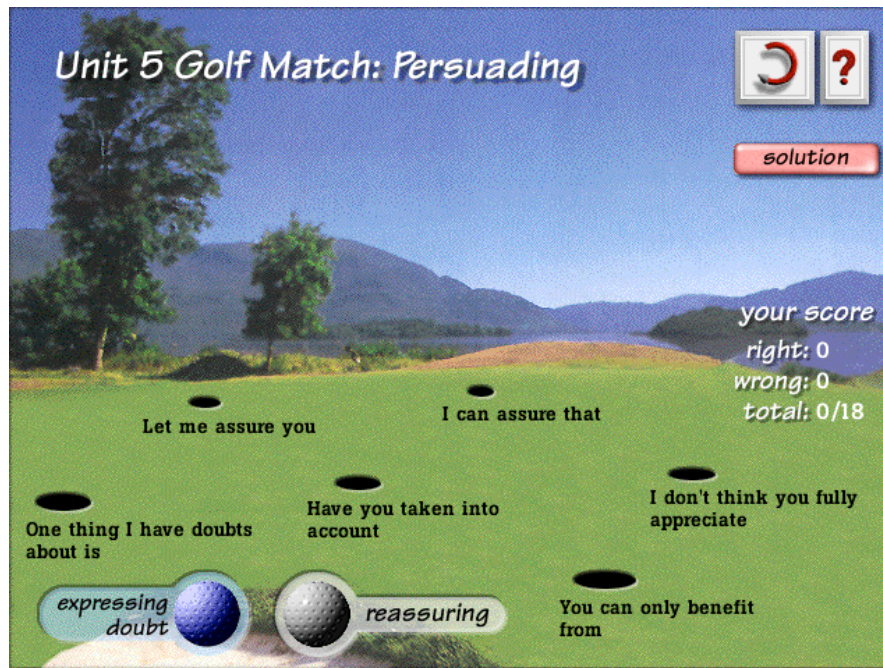 Unit 5 Golf Match: Persuading
?
solution
your score
right: 0
wrong: 0
total: 0/18
Let me assure you
I can assure that
One thing I have doubts
about is
Have you taken into
account
I don't think you fully
appreciate
You can only benefit
from
expressing
doubt
reassuring